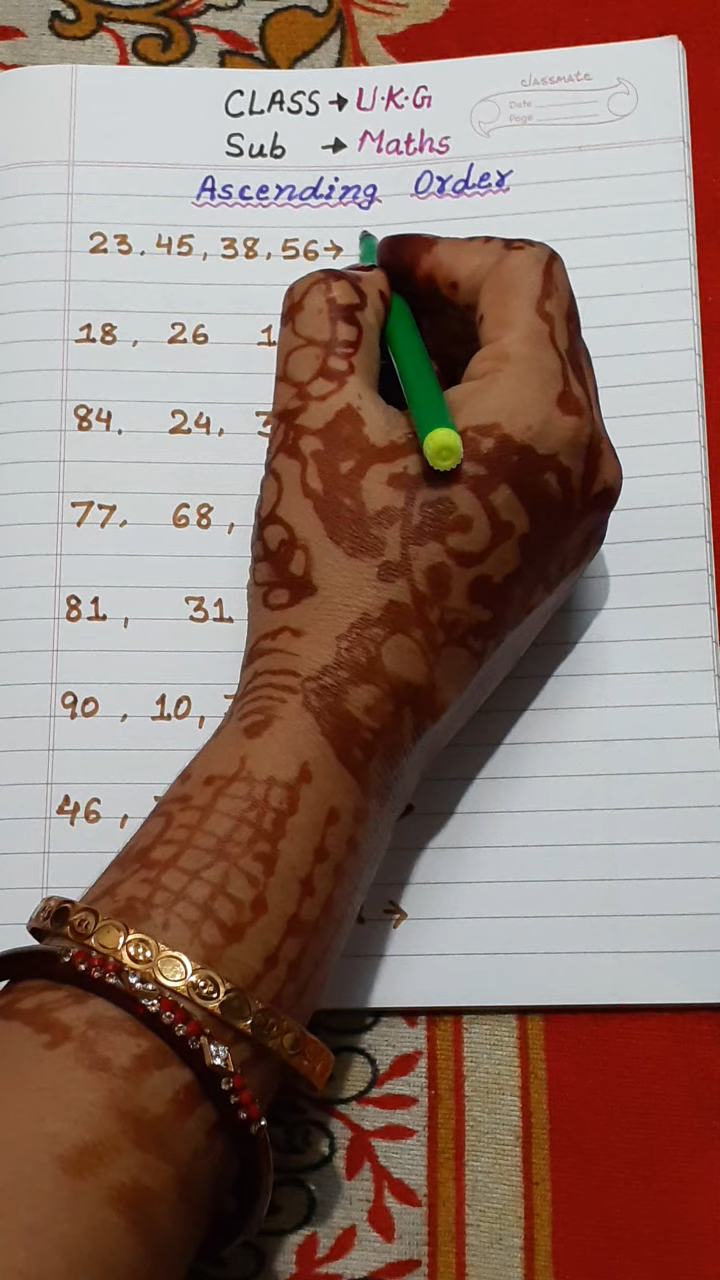 CLASSMATE
CLASS → U.K.G
Date
Page
Sub → Maths
Ascending Order
23. 45, 38, 56 →
18, 26 1
84. 24,
77. 68,
81, 31
90, 10,
46,
→